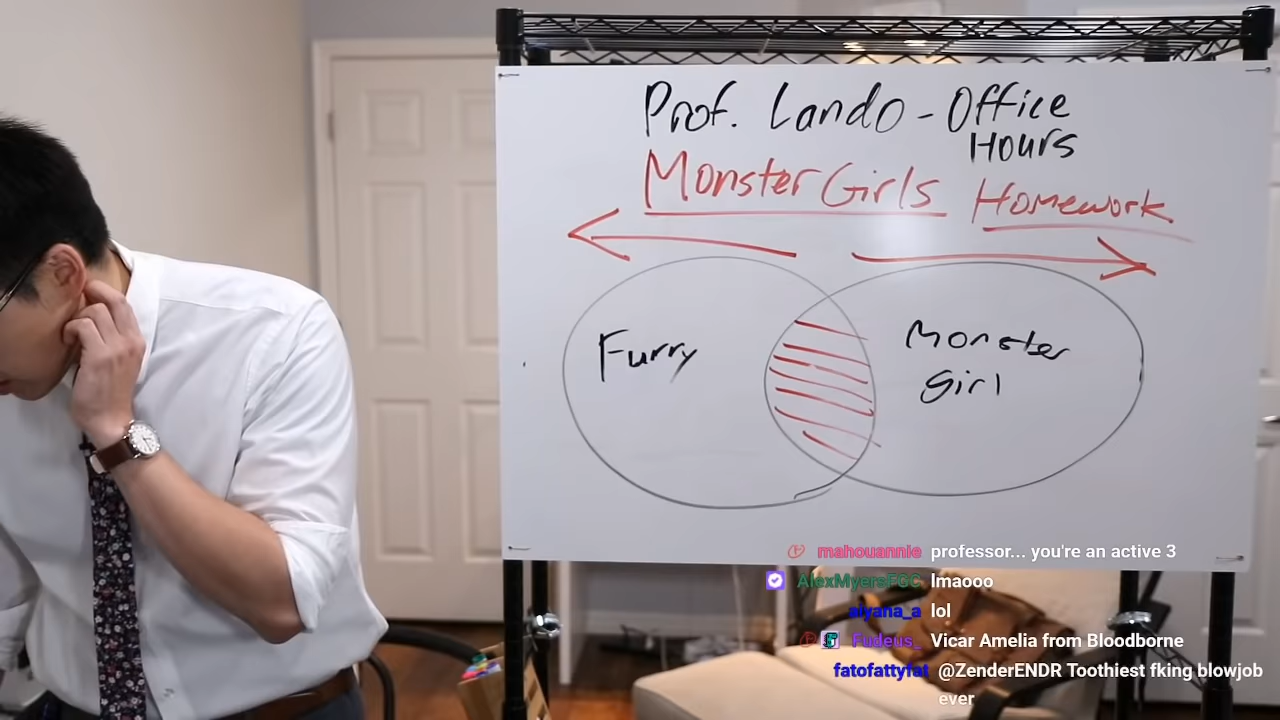 Prof. Lando - Office
Hours
Monster Girls Homework
Furry
Monster
Girl
mahouannie professor... you're an active 3
AlexMyersFGC lmaooo
aiyana_a lol
Fudeus_ Vicar Amelia from Bloodborne
fatofattyfat @ZenderENDR Toothiest fking blowjob
ever